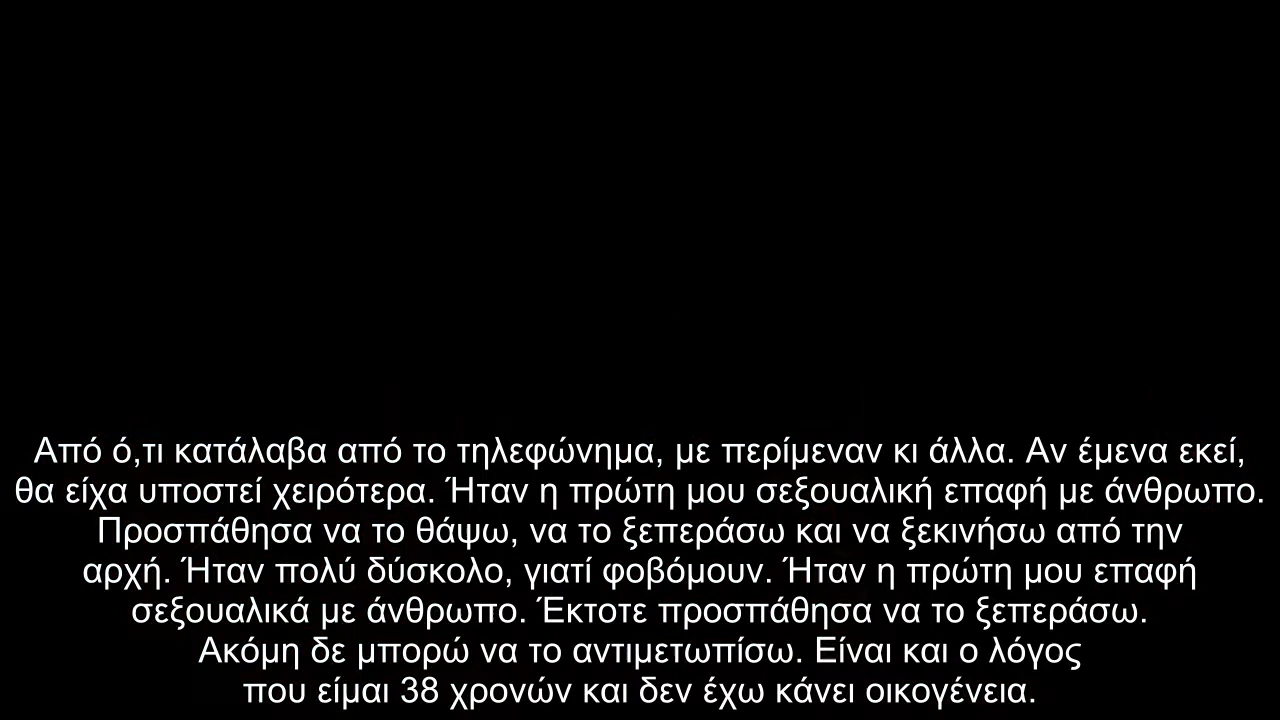 Από ό,τι κατάλαβα από το τηλεφώνημα, με περίμεναν κι άλλα. Αν έμενα εκεί,
θα είχα υποστεί χειρότερα. Ήταν η πρώτη μου σεξουαλική επαφή με άνθρωπο.
Προσπάθησα να το θάψω, να το ξεπεράσω και να ξεκινήσω από την
αρχή. Ήταν πολύ δύσκολο, γιατί φοβόμουν. Ήταν η πρώτη μου επαφή
σεξουαλικά με άνθρωπο. Έκτοτε προσπάθησα να το ξεπεράσω.
Ακόμη δε μπορώ να το αντιμετωπίσω. Είναι και ο λόγος
που είμαι 38 χρονών και δεν έχω κάνει οικογένεια.